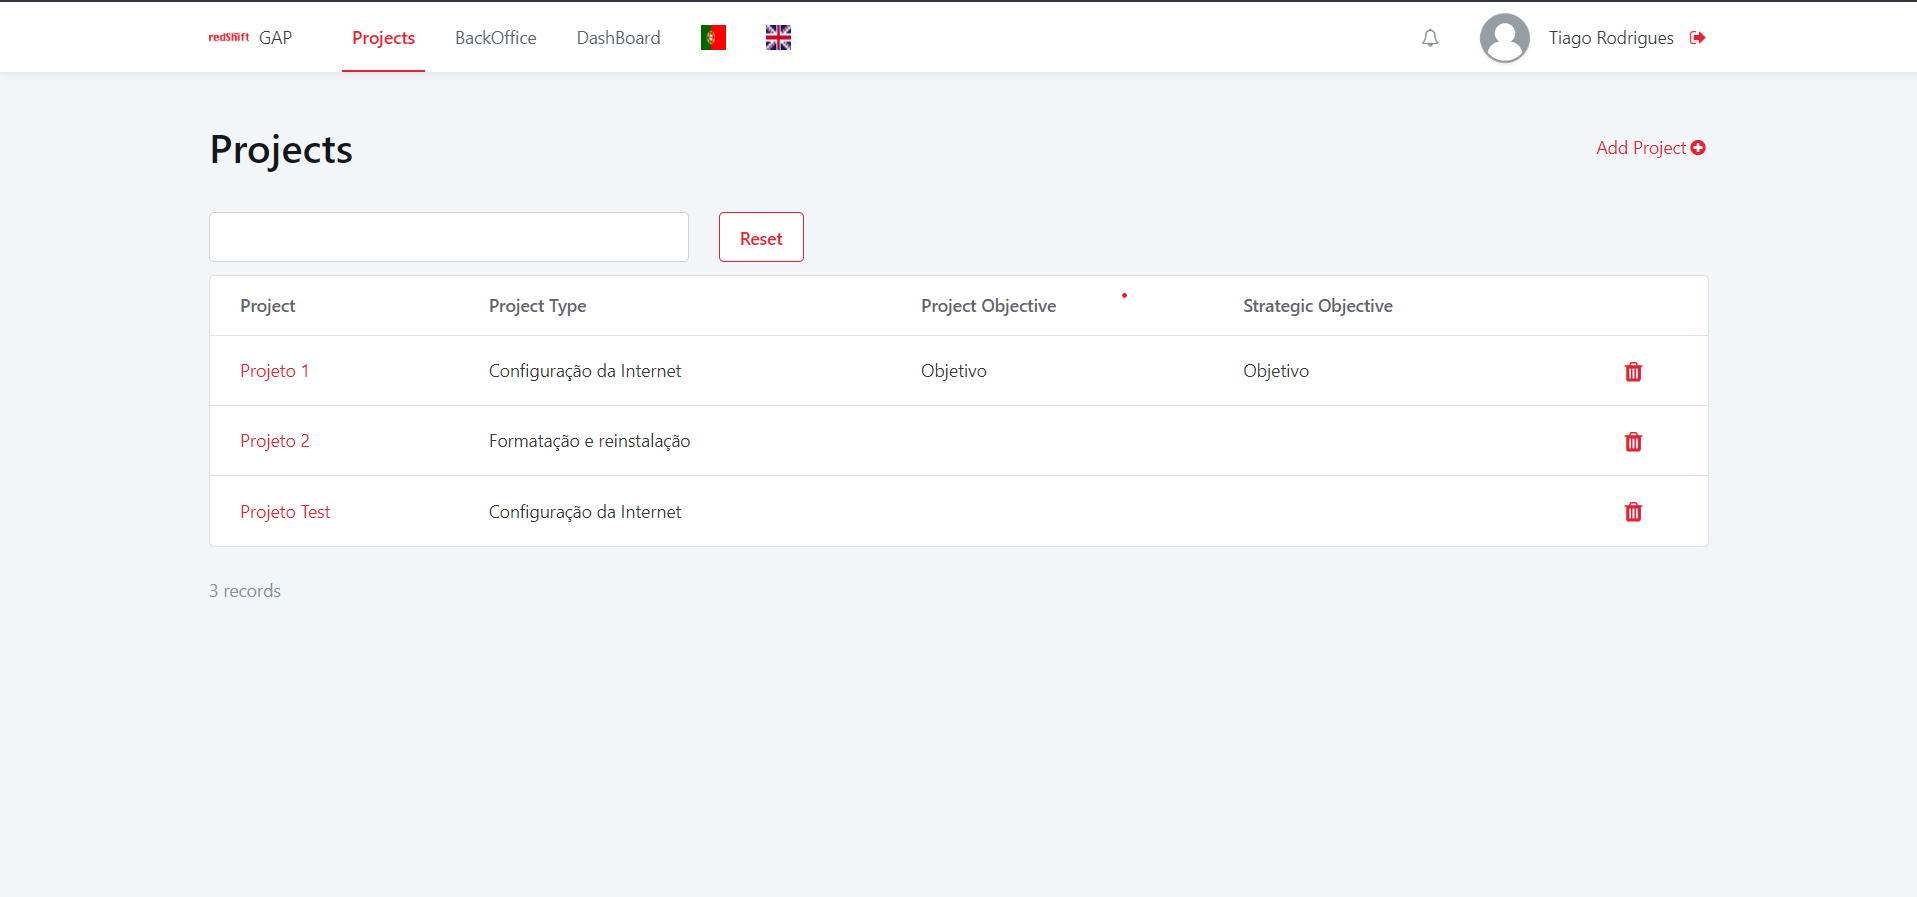 redshift GAP Projects BackOffice DashBoard Tiago Rodrigues
Projects
Add Project
Reset
Project Project Type Project Objective Strategic Objective
Projeto 1 Configuração da Internet Objetivo Objetivo
Projeto 2 Formatação e reinstalação
Projeto Test Configuração da Internet
3 records